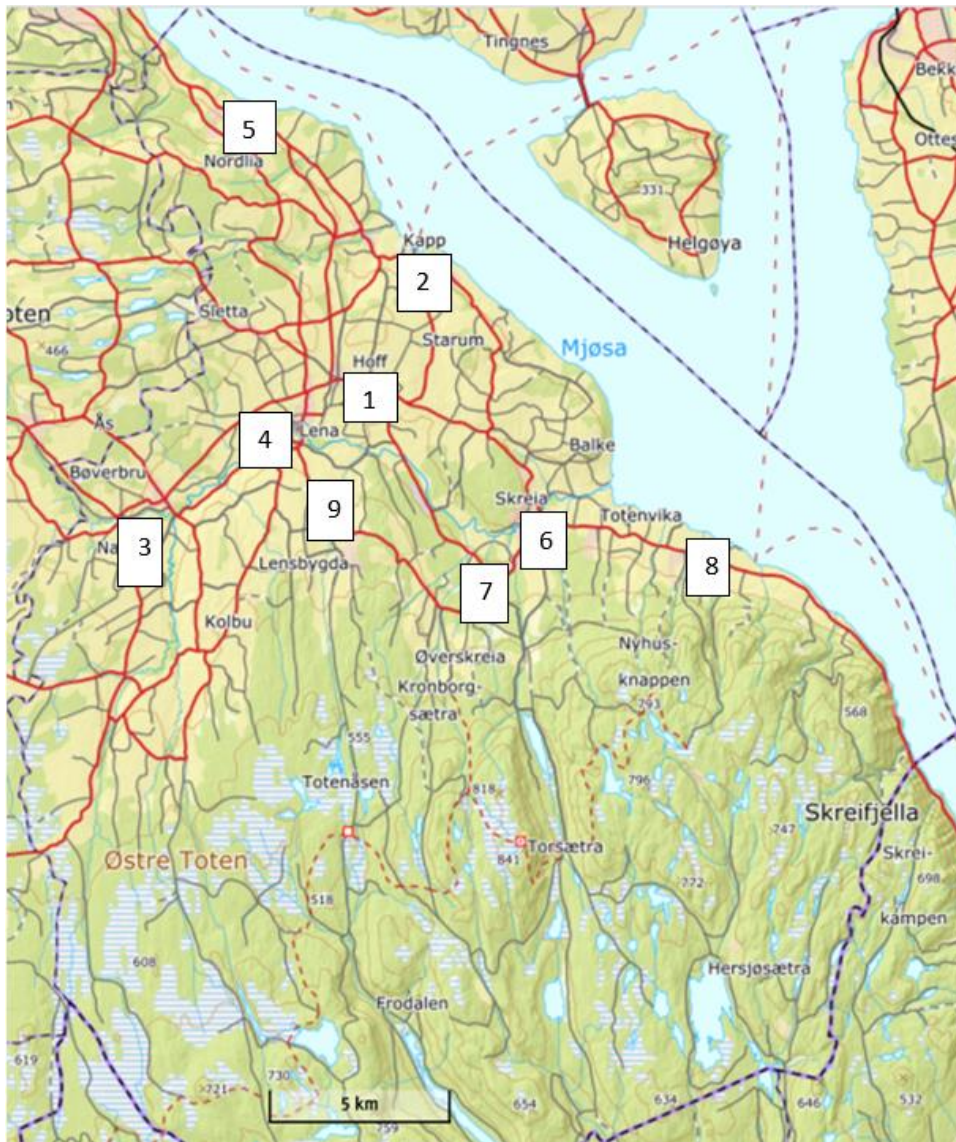 Tingnes
Bekk
5
Ottes
Nordlia
331
Kapp
Helgøya
2
oten
Sletta
Starum
Mjøsa
466
Hoff
1
Ås
4
Lena
Balke
Bøverbru
Skreia
9
Totenvika
3
Na
6
8
Lensbygda
7
Kolbu
Nyhus-
Øverskreia
knappen
Kronborg-
sætra
793
568
555
Totenåsen
796
818
Skreifjella
747
841
Torsætra
Østre Toten
Skrei-
772
698
518
kampen
608
Hersjøsætra
Frodalen
619
730
721
5 km
654
634
646
532
759